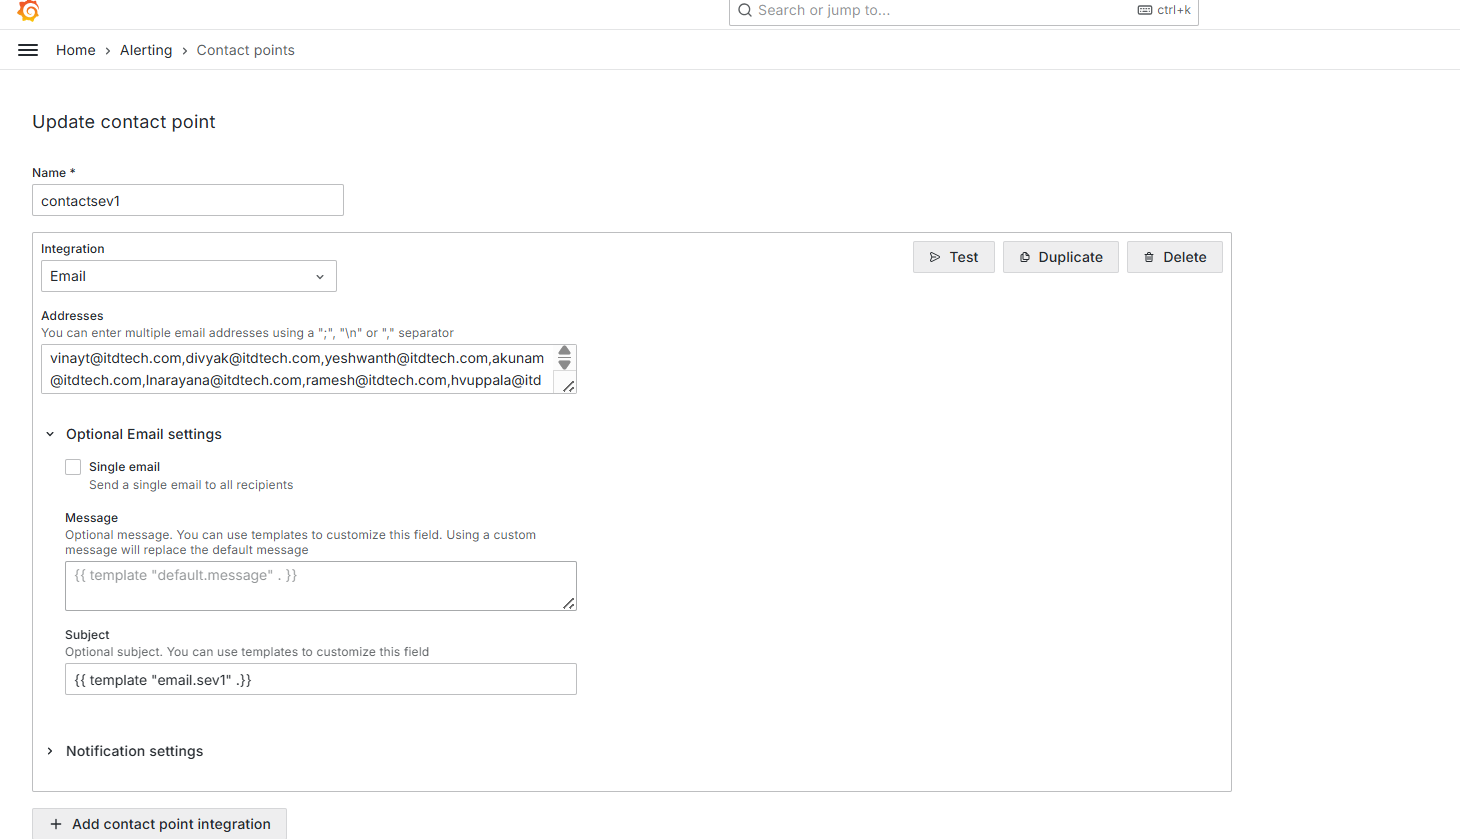 Search or jump to...
ctrl+k
Home > Alerting > Contact points
Update contact point
Name *
contactsev1
Integration
Email
Test
Duplicate
Delete
Addresses
You can enter multiple email addresses using a ";", "\n" or "," separator
vinayt@itdtech.com,divyak@itdtech.com,yeshwanth@itdtech.com,akunam
@itdtech.com,lnarayana@itdtech.com,ramesh@itdtech.com,hvuppala@itd
Optional Email settings
Single email
Send a single email to all recipients
Message
Optional message. You can use templates to customize this field. Using a custom
message will replace the default message
{{ template "default.message" . }}
Subject
Optional subject. You can use templates to customize this field
{{ template "email.sev1" .}}
Notification settings
+ Add contact point integration